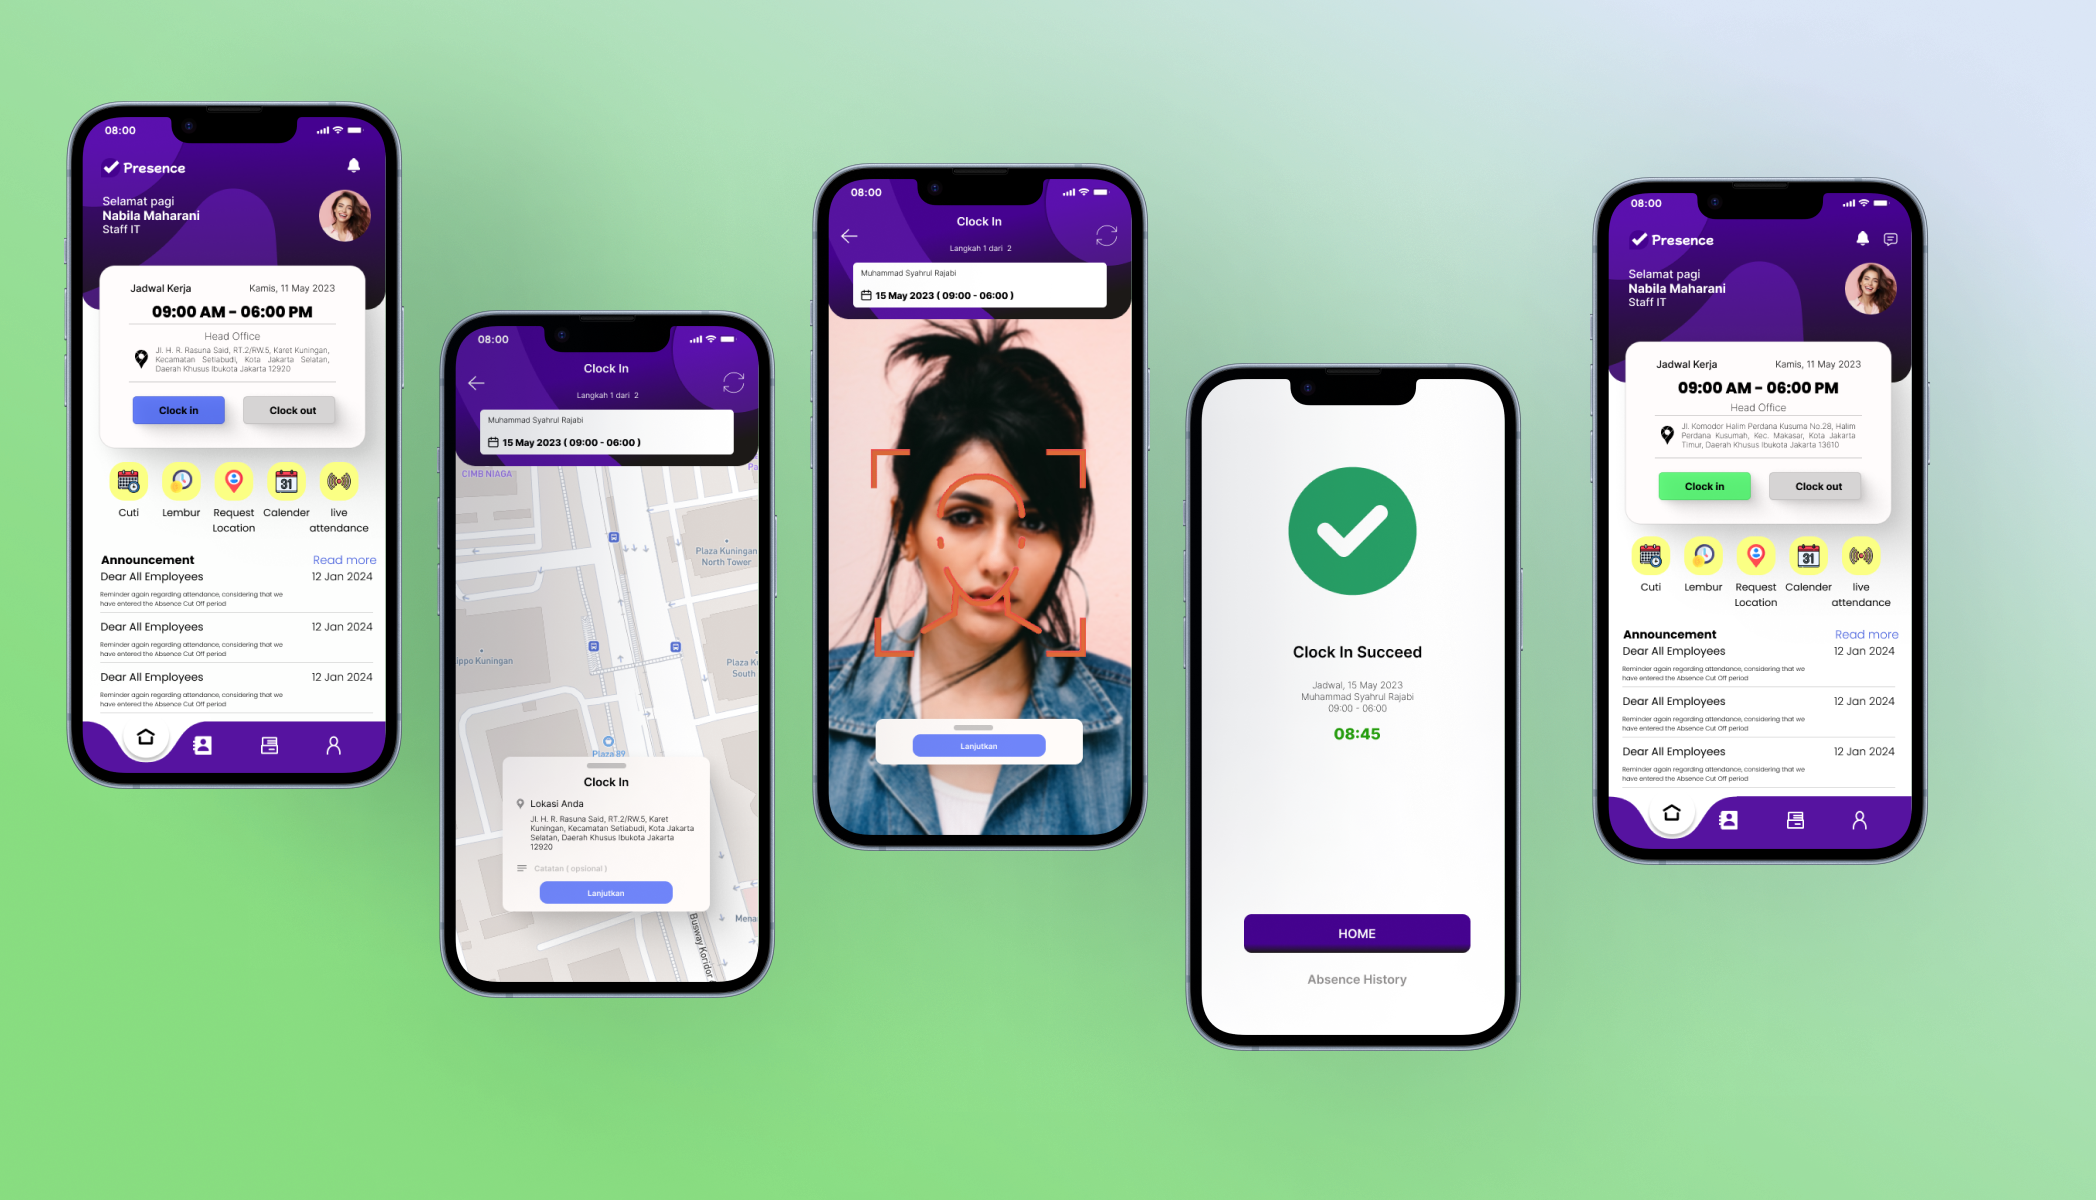 08:00
Presence
Selamat pagi
Nabila Maharani
Staff IT
Jadwal Kerja
Kamis, 11 May 2023
09:00 AM - 06:00 PM
Head Office
Jl. H. R. Rasuna Said, RT.2/RW.5, Karet Kuningan,
Kecamatan Setiabudi, Kota Jakarta Selatan,
Daerah Khusus Ibukota Jakarta 12920
Clock in
Clock out
31
Cuti
Lembur
Request
Location
Calender
live
attendance
Announcement
Read more
Dear All Employees
12 Jan 2024
Reminder again regarding attendance, considering that we
have entered the Absence Cut Off period
Dear All Employees
12 Jan 2024
Reminder again regarding attendance, considering that we
have entered the Absence Cut Off period
Dear All Employees
12 Jan 2024
Reminder again regarding attendance, considering that we
have entered the Absence Cut Off period
08:00
Clock In
Langkah 1 dari 2
Muhammad Syahrul Rajabi
15 May 2023 ( 09:00 - 06:00 )
CIMB NIAGA
Pa
Plaza Kuningan
North Tower
ippo Kuningan
Plaza K
South
Plaza 89
Clock In
Lokasi Anda
Jl. H. R. Rasuna Said, RT.2/RW.5, Karet
Kuningan, Kecamatan Setiabudi, Kota Jakarta
Selatan, Daerah Khusus Ibukota Jakarta
12920
Catatan ( opsional )
Lanjutkan
Mena
Busway Koridor
08:00
Clock In
Langkah 1 dari 2
Muhammad Syahrul Rajabi
15 May 2023 ( 09:00 - 06:00 )
Lanjutkan
Clock In Succeed
Jadwal, 15 May 2023
Muhammad Syahrul Rajabi
09:00 - 06:00
08:45
HOME
Absence History
08:00
Presence
Selamat pagi
Nabila Maharani
Staff IT
Jadwal Kerja
Kamis, 11 May 2023
09:00 AM - 06:00 PM
Head Office
Jl. Komodor Halim Perdana Kusuma No.28, Halim
Perdana Kusumah, Kec. Makasar, Kota Jakarta
Timur, Daerah Khusus Ibukota Jakarta 13610
Clock in
Clock out
31
Cuti
Lembur
Request
Location
Calender
live
attendance
Announcement
Read more
Dear All Employees
12 Jan 2024
Reminder again regarding attendance, considering that we
have entered the Absence Cut Off period
Dear All Employees
12 Jan 2024
Reminder again regarding attendance, considering that we
have entered the Absence Cut Off period
Dear All Employees
12 Jan 2024
Reminder again regarding attendance, considering that we
have entered the Absence Cut Off period